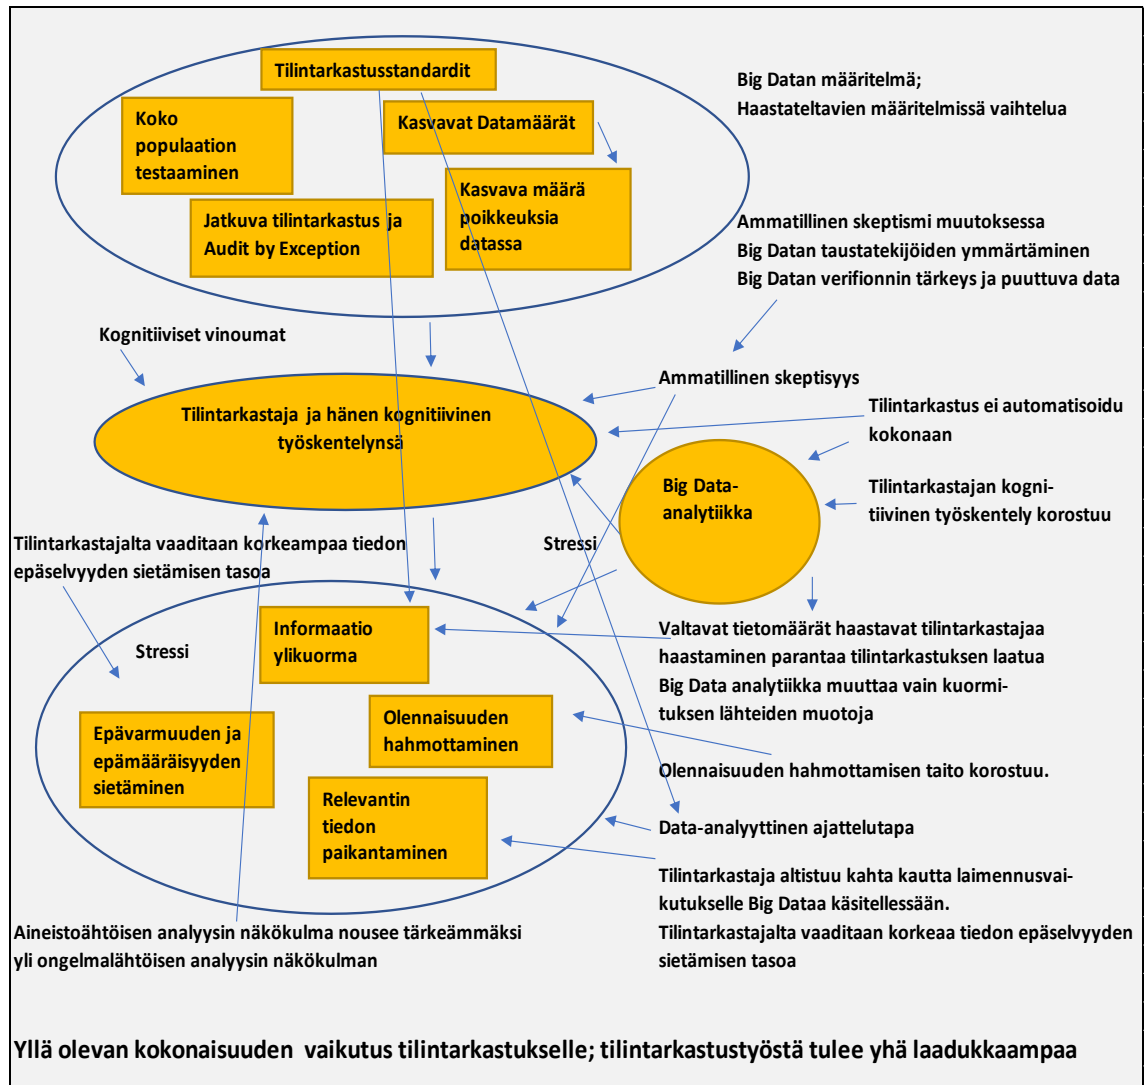 Tilintarkastusstandardit
Big Datan määritelmä;
Haastateltavien määritelmissä vaihtelua
Koko
populaation
testaaminen
Kasvavat Datamäärät
Kasvava määrä
poikkeuksia
datassa
Jatkuva tilintarkastus ja
Audit by Exception
Ammatillinen skeptismi muutoksessa
Big Datan taustatekijöiden ymmärtäminen
Big Datan verifionnin tärkeys ja puuttuva data
Kognitiiviset vinoumat
Ammatillinen skeptisyys
Tilintarkastaja ja hänen kognitiivinen
työskentelynsä
Tilintarkastus ei automatisoidu
kokonaan
Big Data-
analytiikka
Tilintarkastajan kogni-
tiivinen työskentely korostuu
Tilintarkastajalta vaaditaan korkeampaa tiedon
epäselvyyden sietämisen tasoa
Stressi
Informaatio
ylikuorma
Stressi
Valtavat tietomäärät haastavat tilintarkastajaa
haastaminen parantaa tilintarkastuksen laatua
Big Data analytiikka muuttaa vain kuormi-
tuksen lähteiden muotoja
Olennaisuuden
hahmottaminen
Epävarmuuden ja
epämääräisyyden
sietäminen
Olennaisuuden hahmottamisen taito korostuu.
Relevantin
tiedon
paikantaminen
Data-analyyttinen ajattelutapa
Tilintarkastaja altistuu kahta kautta laimennusvai-
kutukselle Big Dataa käsitellessään.
Tilintarkastajalta vaaditaan korkeaa tiedon epäselvyyden
sietämisen tasoa
Aineistoähtöisen analyysin näkökulma nousee tärkeämmäksi
yli ongelmalähtöisen analyysin näkökulman
Yllä olevan kokonaisuuden vaikutus tilintarkastukselle; tilintarkastustyöstä tulee yhä laadukkaampaa